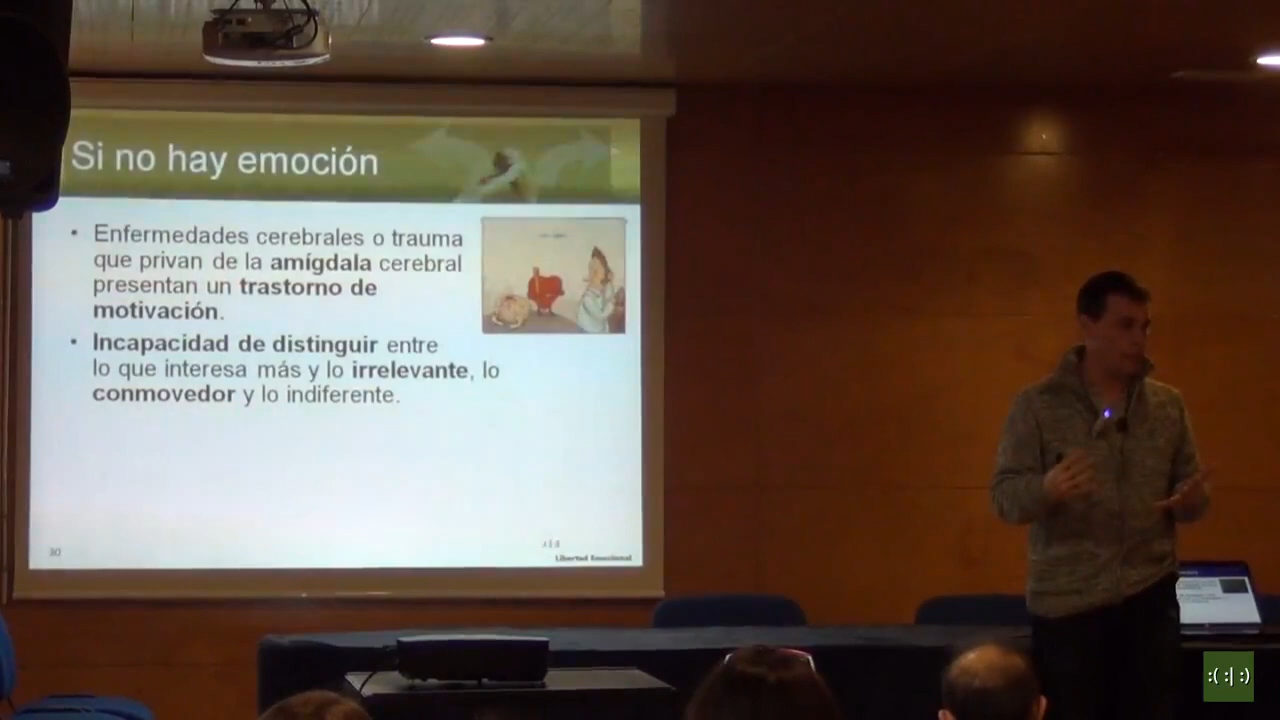 Si no hay emoción
• Enfermedades cerebrales o trauma
que privan de la amígdala cerebral
presentan un trastorno de
motivación.
• Incapacidad de distinguir entre
lo que interesa más y lo irrelevante, lo
conmovedor y lo indiferente.
30
Libertad Emocional
:( :| :)